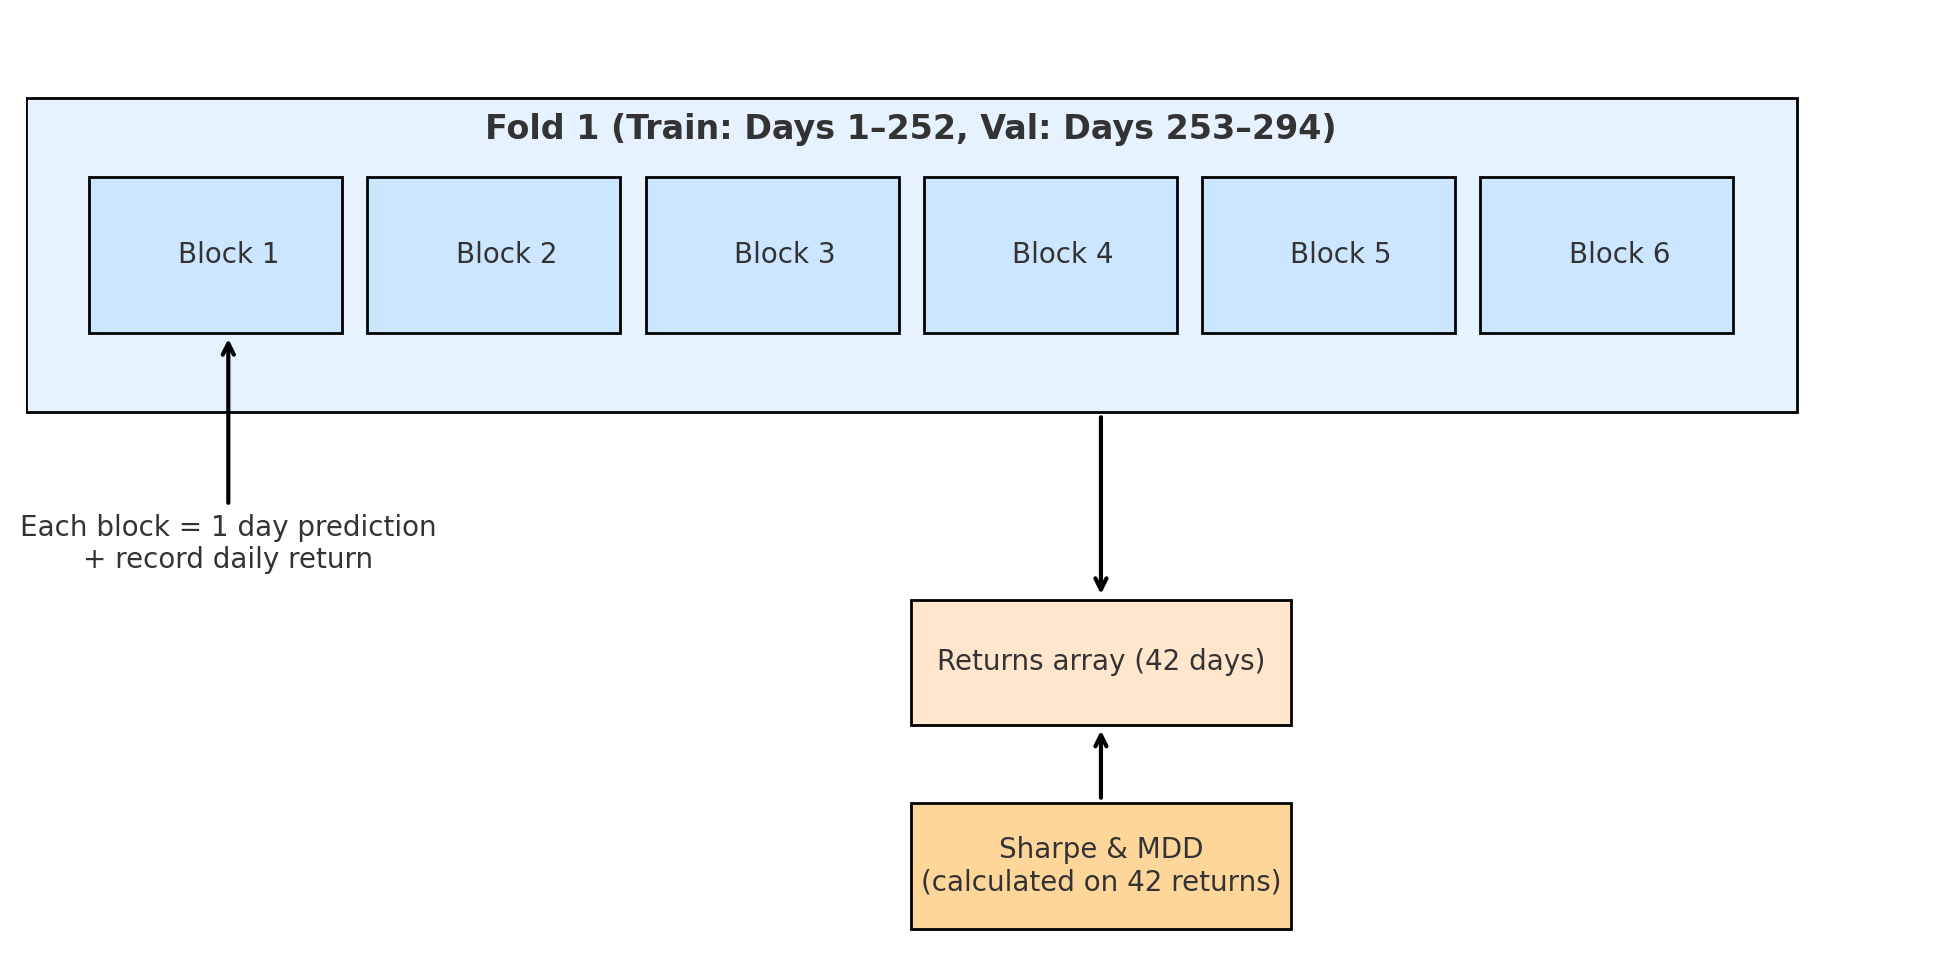 Fold 1 (Train: Days 1–252, Val: Days 253–294)
Block 1
Block 2
Block 3
Block 4
Block 5
Block 6
Each block = 1 day prediction
+ record daily return
Returns array (42 days)
Sharpe & MDD
(calculated on 42 returns)